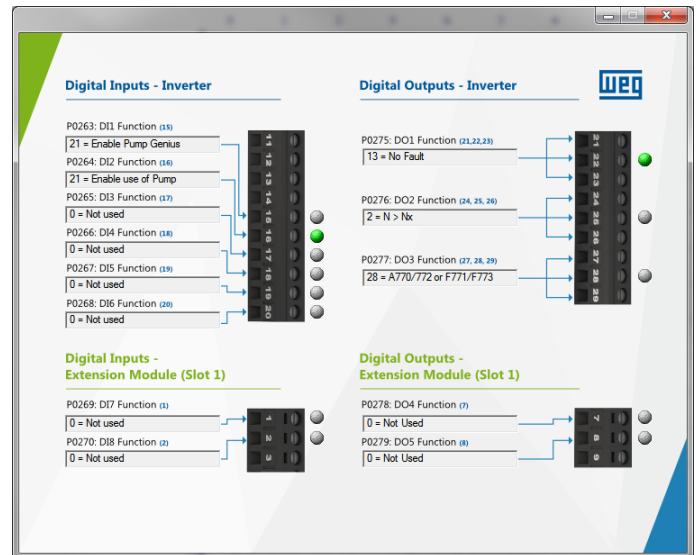 Digital Inputs - Inverter
P0263: DI1 Function (15)
21 = Enable Pump Genius
P0264: DI2 Function (16)
21 = Enable use of Pump
P0265: DI3 Function (17)
0 = Not used
P0266: DI4 Function (18)
0 = Not used
P0267: DI5 Function (19)
0 = Not used
P0268: DI6 Function (20)
0 = Not used
11
12
13
14
15
16
17
18
19
20
Digital Outputs - Inverter
weg
P0275: DO1 Function (21,22,23)
13 = No Fault
P0276: DO2 Function (24, 25, 26)
2 = N > Nx
P0277: DO3 Function (27, 28, 29)
28 = A770/772 or F771/F773
21
22
23
24
25
26
27
28
29
Digital Inputs -
Extension Module (Slot 1)
P0269: DI7 Function (1)
0 = Not used
P0270: DI8 Function (2)
0 = Not used
1
2
3
Digital Outputs -
Extension Module (Slot 1)
P0278: DO4 Function (7)
0 = Not Used
P0279: DO5 Function (8)
0 = Not Used
7
8
9